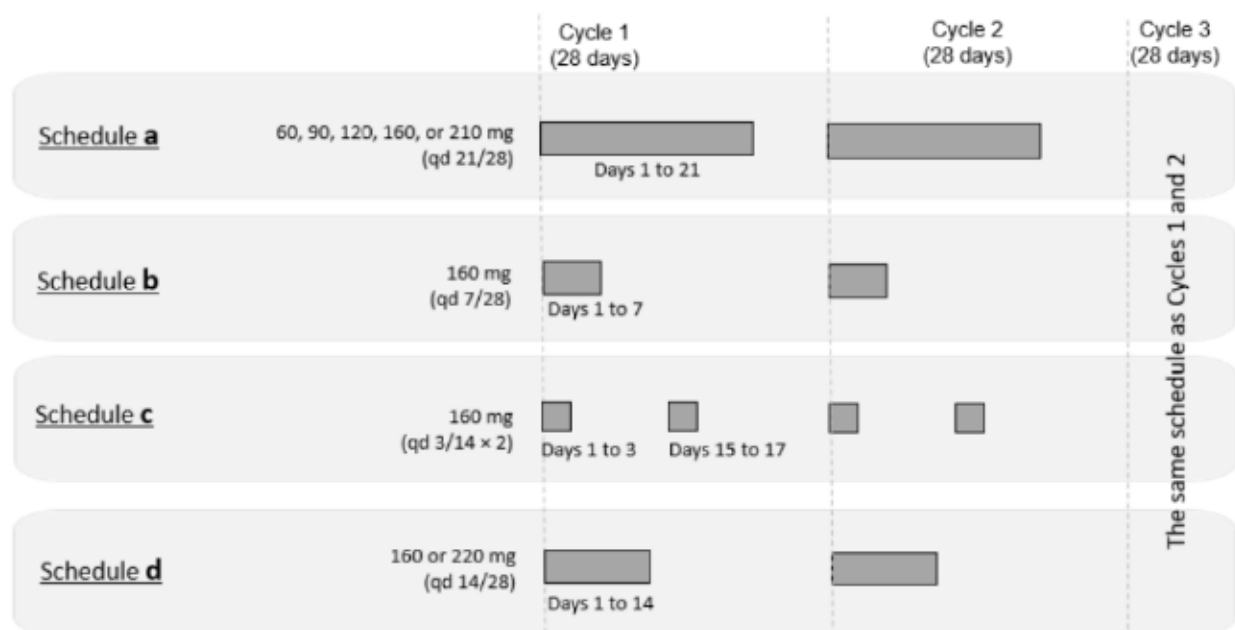 Cycle 1
(28 days)
Cycle 2
(28 days)
Cycle 3
(28 days)
Schedule a
60, 90, 120, 160, or 210 mg
(qd 21/28)
Days 1 to 21
Schedule b
160 mg
(qd 7/28)
Days 1 to 7
Schedule c
160 mg
(qd 3/14 × 2)
Days 1 to 3
Days 15 to 17
Schedule d
160 or 220 mg
(qd 14/28)
Days 1 to 14
The same schedule as Cycles 1 and 2